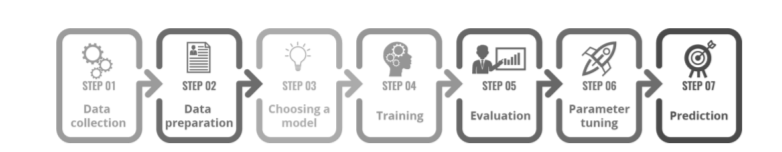 STEP 01
Data
collection
STEP 02
Data
preparation
STEP 03
Choosing a
model
STEP 04
Training
STEP 05
Evaluation
STEP 06
Parameter
tuning
STEP 07
Prediction